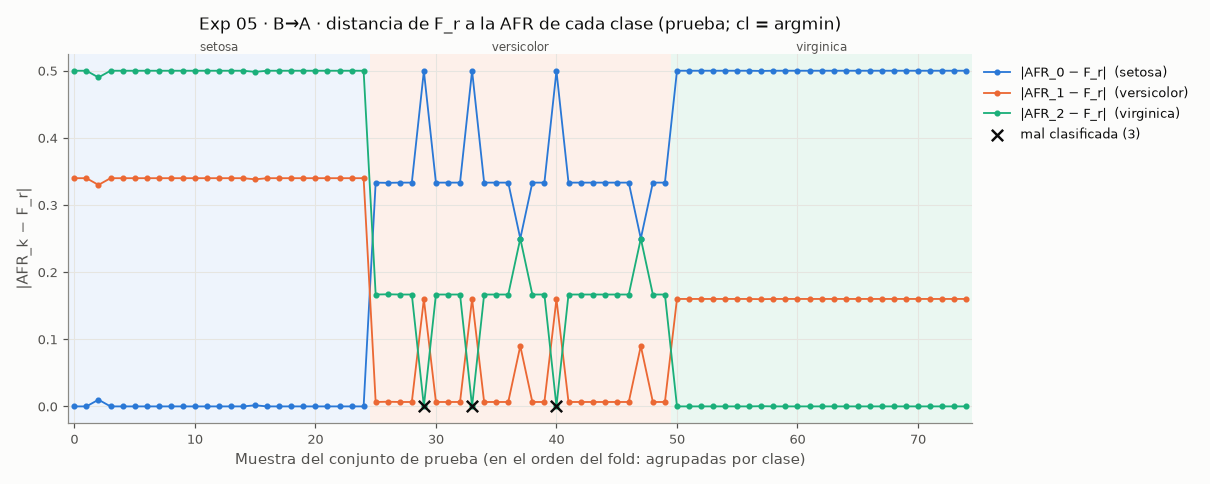 Exp 05 · B→A · distancia de F_r a la AFR de cada clase (prueba; cl = argmin)
setosa
versicolor
virginica
|AFR_0 − F_r| (setosa)
|AFR_1 − F_r| (versicolor)
|AFR_2 − F_r| (virginica)
mal clasificada (3)
|AFR_k − F_r|
0.5
0.4
0.3
0.2
0.1
0.0
0 10 20 30 40 50 60 70
Muestra del conjunto de prueba (en el orden del fold: agrupadas por clase)